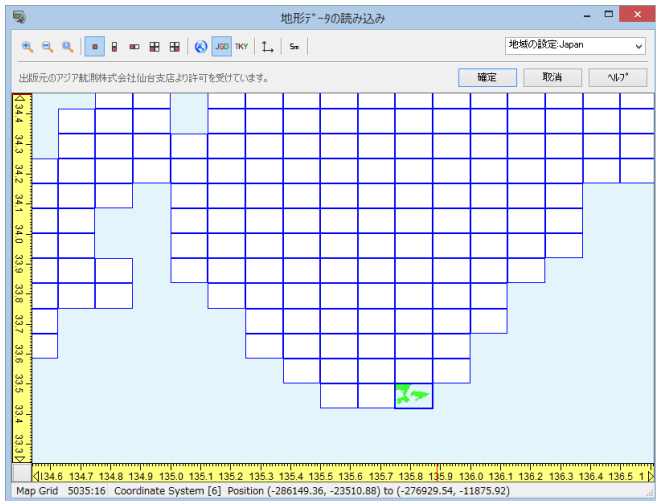 地形ﾃﾞｰﾀの読み込み
JGD TKY 5m
地域の設定:Japan
出版元のアジア航測株式会社仙台支店より許可を受けています。
確定 取消 ﾍﾙﾌﾟ
34.4
34.3
34.2
34.1
34.0
33.9
33.8
33.7
33.6
33.5
33.4
33.3
134.6 134.7 134.8 134.9 135.0 135.1 135.2 135.3 135.4 135.5 135.6 135.7 135.8 135.9 136.0 136.1 136.2 136.3 136.4 136.5 1
Map Grid 5035:16 Coordinate System [6] Position (-286149.36, -23510.88) to (-276929.54, -11875.92)